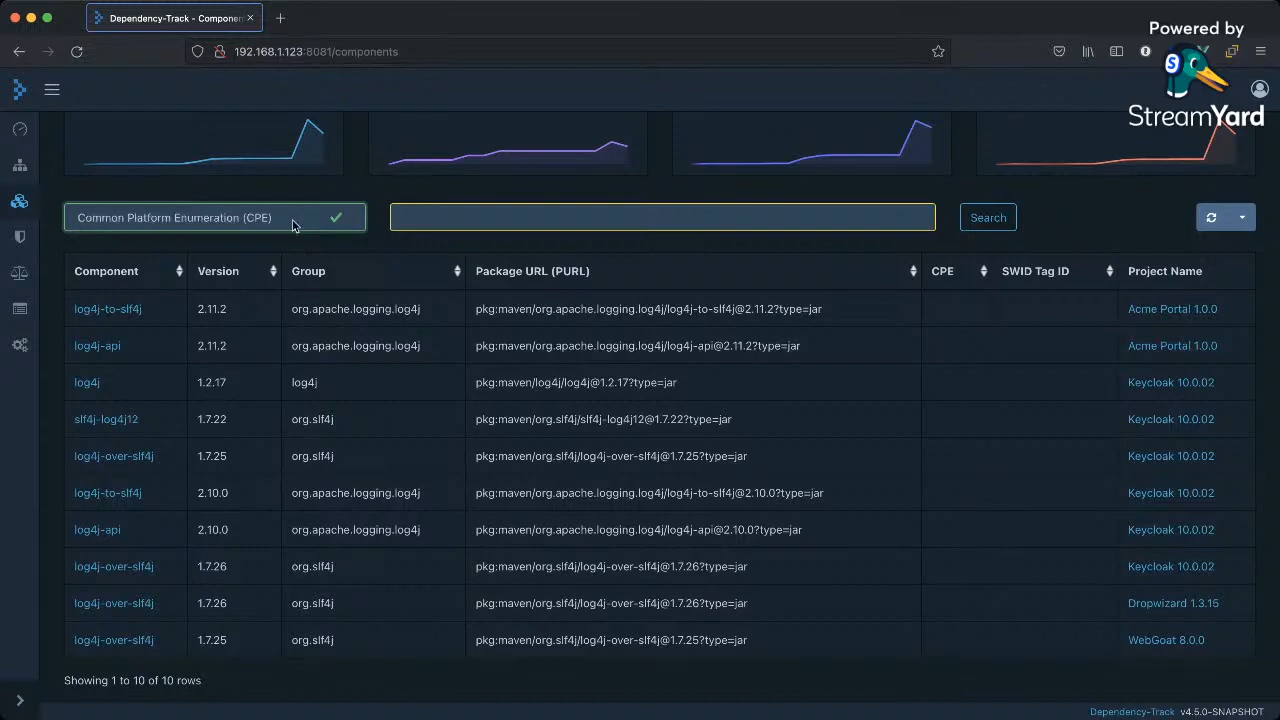 Dependency-Track - Componen
Powered by
192.168.1.123:8081/components
S
StreamYard
Common Platform Enumeration (CPE)
Search
Component Version Group Package URL (PURL) CPE SWID Tag ID Project Name
log4j-to-slf4j 2.11.2 org.apache.logging.log4j pkg:maven/org.apache.logging.log4j/log4j-to-slf4j@2.11.2?type=jar Acme Portal 1.0.0
log4j-api 2.11.2 org.apache.logging.log4j pkg:maven/org.apache.logging.log4j/log4j-api@2.11.2?type=jar Acme Portal 1.0.0
log4j 1.2.17 log4j pkg:maven/log4j/log4j@1.2.17?type=jar Keycloak 10.0.02
slf4j-log4j12 1.7.22 org.slf4j pkg:maven/org.slf4j/slf4j-log4j12@1.7.22?type=jar Keycloak 10.0.02
log4j-over-slf4j 1.7.25 org.slf4j pkg:maven/org.slf4j/log4j-over-slf4j@1.7.25?type=jar Keycloak 10.0.02
log4j-to-slf4j 2.10.0 org.apache.logging.log4j pkg:maven/org.apache.logging.log4j/log4j-to-slf4j@2.10.0?type=jar Keycloak 10.0.02
log4j-api 2.10.0 org.apache.logging.log4j pkg:maven/org.apache.logging.log4j/log4j-api@2.10.0?type=jar Keycloak 10.0.02
log4j-over-slf4j 1.7.26 org.slf4j pkg:maven/org.slf4j/log4j-over-slf4j@1.7.26?type=jar Keycloak 10.0.02
log4j-over-slf4j 1.7.26 org.slf4j pkg:maven/org.slf4j/log4j-over-slf4j@1.7.26?type=jar Dropwizard 1.3.15
log4j-over-slf4j 1.7.25 org.slf4j pkg:maven/org.slf4j/log4j-over-slf4j@1.7.25?type=jar WebGoat 8.0.0
Showing 1 to 10 of 10 rows
Dependency-Track v4.5.0-SNAPSHOT